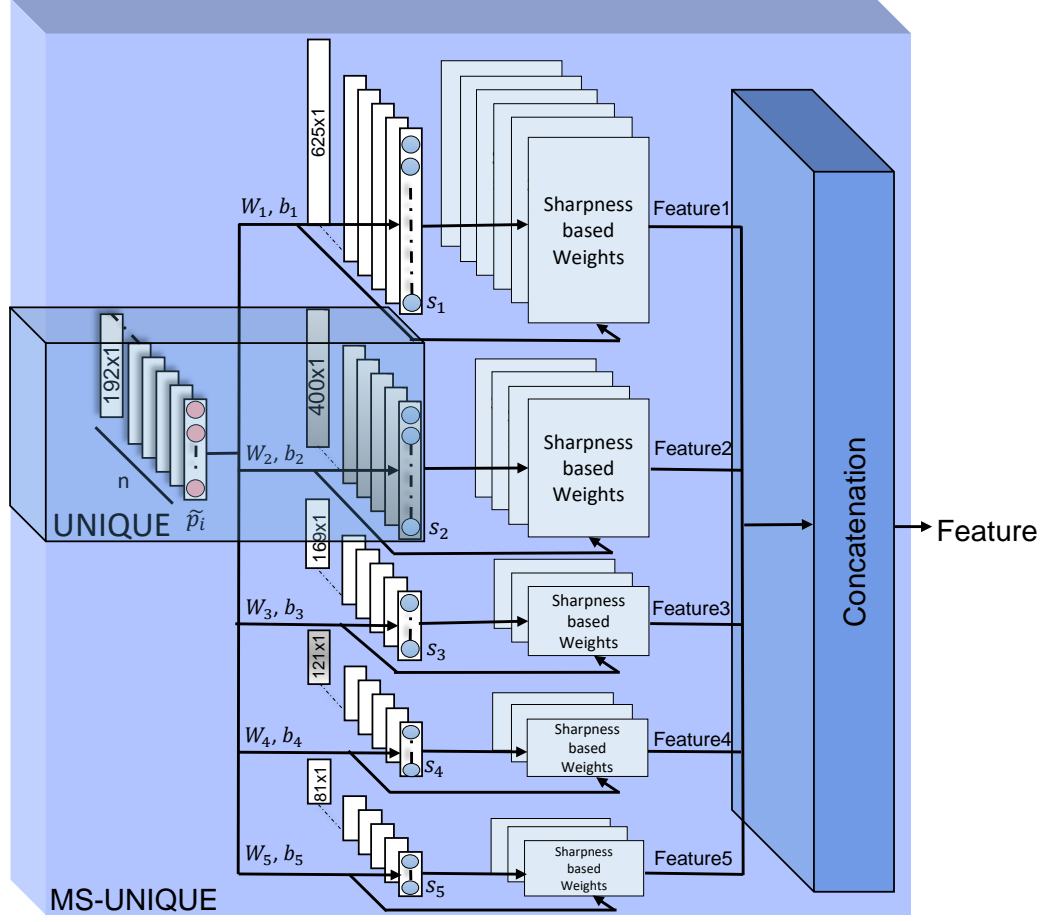 625x1
W₁, b₁
s₁
Sharpness
based
Weights
Feature1
192x1
n
p̃ᵢ
UNIQUE
400x1
W₂, b₂
s₂
Sharpness
based
Weights
Feature2
169x1
W₃, b₃
s₃
Sharpness
based
Weights
Feature3
121x1
W₄, b₄
s₄
Sharpness
based
Weights
Feature4
81x1
W₅, b₅
s₅
Sharpness
based
Weights
Feature5
Concatenation
Feature
MS-UNIQUE